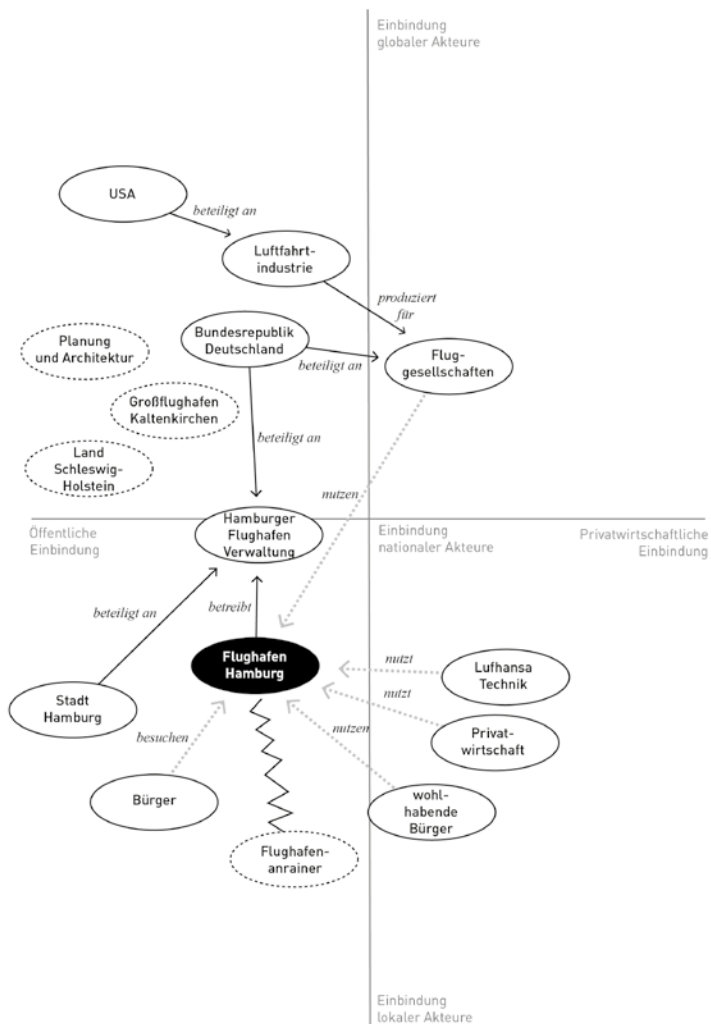 Einbindung
globaler Akteure
USA
beteiligt an
Luftfahrt-
industrie
produziert
für
Bundesrepublik
Deutschland
Planung
und Architektur
beteiligt an
Flug-
gesellschaften
Großflughafen
Kaltenkirchen
beteiligt an
Land
Schleswig-
Holstein
nutzen
Hamburger
Flughafen
Verwaltung
Öffentliche
Einbindung
Einbindung
nationaler Akteure
Privatwirtschaftliche
Einbindung
beteiligt an
betreibt
Flughafen
Hamburg
nutzt
Lufhansa
Technik
Stadt
Hamburg
nutzt
besuchen
nutzen
Privat-
wirtschaft
Bürger
wohl-
habende
Bürger
Flughafen-
anrainer
Einbindung
lokaler Akteure